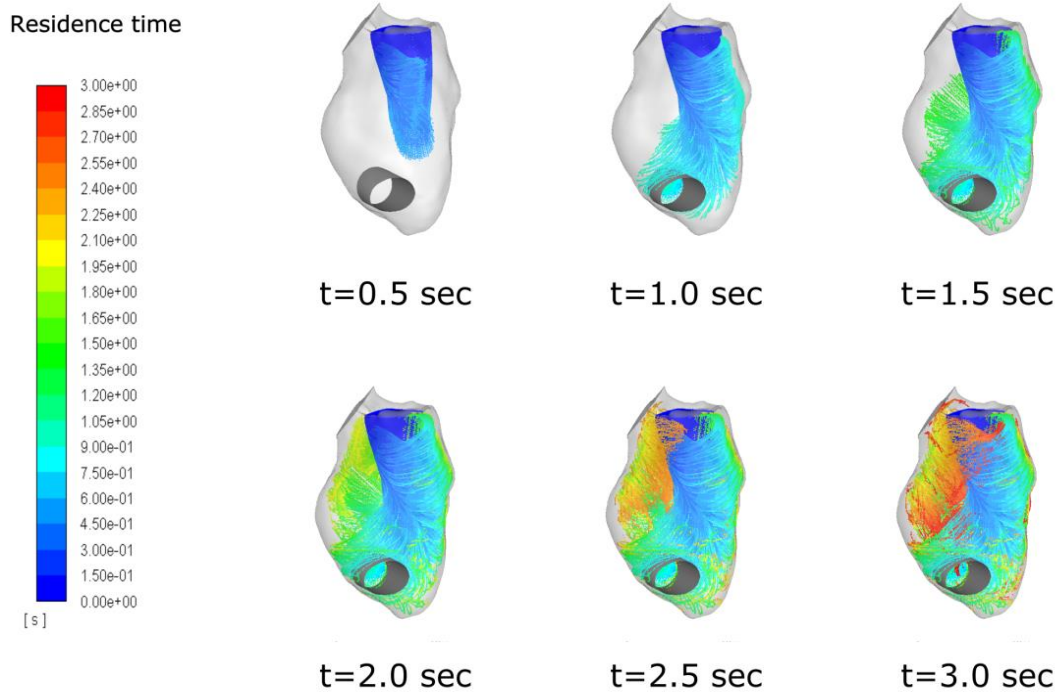 Residence time
3.00e+00
2.85e+00
2.70e+00
2.55e+00
2.40e+00
2.25e+00
2.10e+00
1.95e+00
1.80e+00
1.65e+00
1.50e+00
1.35e+00
1.20e+00
1.05e+00
9.00e-01
7.50e-01
6.00e-01
4.50e-01
3.00e-01
1.50e-01
0.00e+00
[ s ]
t=0.5 sec
t=1.0 sec
t=1.5 sec
t=2.0 sec
t=2.5 sec
t=3.0 sec